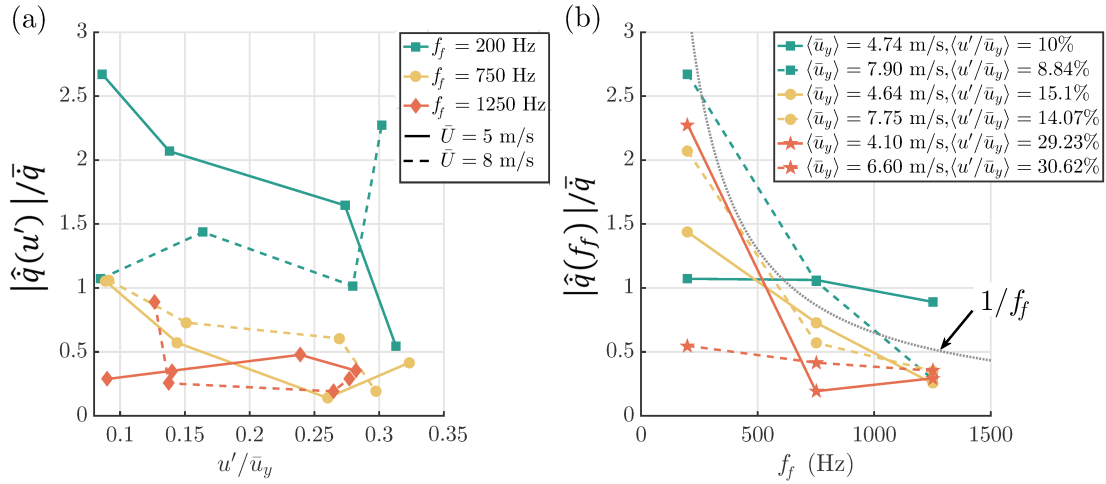 (a)
3
2.5
2
1.5
1
0.5
0
|q̇̂(u′)|/q̇̄
f_f = 200 Hz
f_f = 750 Hz
f_f = 1250 Hz
Ū = 5 m/s
Ū = 8 m/s
0.1 0.15 0.2 0.25 0.3 0.35
u′/ū_y
(b)
3
2.5
2
1.5
1
0.5
0
|q̇̂(f_f)|/q̇̄
⟨ū_y⟩ = 4.74 m/s,⟨u′/ū_y⟩ = 10%
⟨ū_y⟩ = 7.90 m/s,⟨u′/ū_y⟩ = 8.84%
⟨ū_y⟩ = 4.64 m/s,⟨u′/ū_y⟩ = 15.1%
⟨ū_y⟩ = 7.75 m/s,⟨u′/ū_y⟩ = 14.07%
⟨ū_y⟩ = 4.10 m/s,⟨u′/ū_y⟩ = 29.23%
⟨ū_y⟩ = 6.60 m/s,⟨u′/ū_y⟩ = 30.62%
1/f_f
0 500 1000 1500
f_f (Hz)